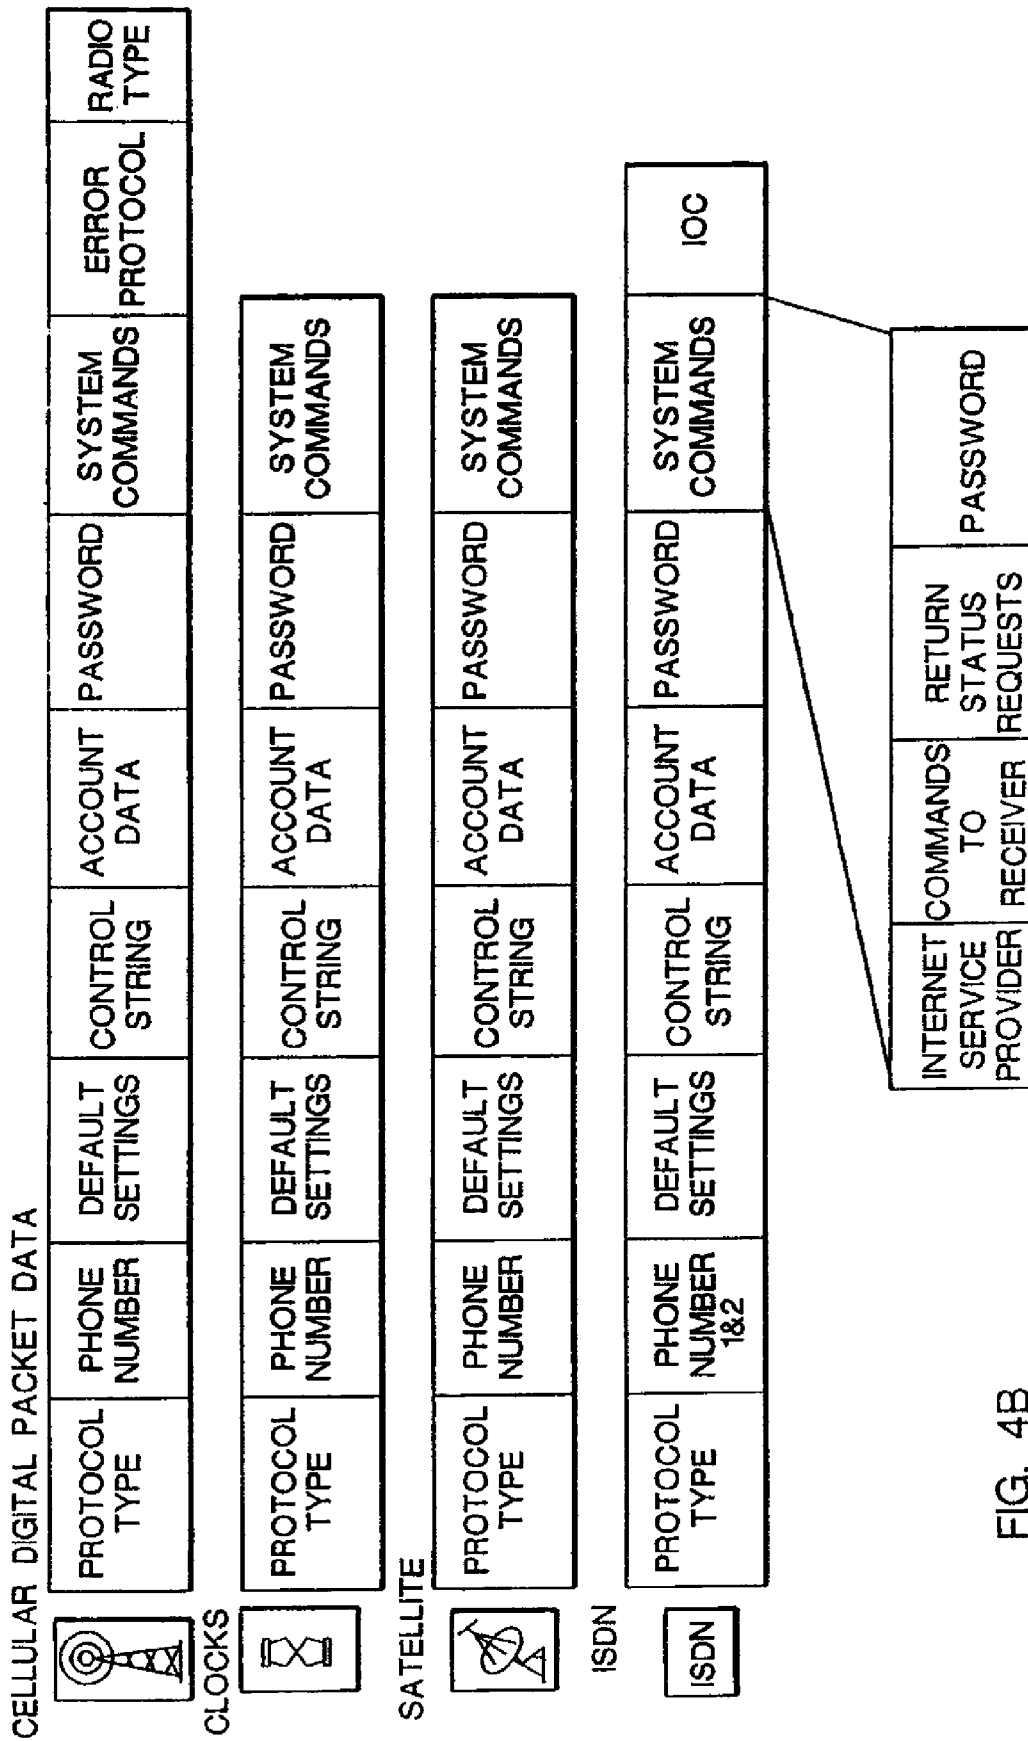 CELLULAR DIGITAL PACKET DATA
PROTOCOL
TYPE
PHONE
NUMBER
DEFAULT
SETTINGS
CONTROL
STRING
ACCOUNT
DATA
PASSWORD
SYSTEM
COMMANDS
ERROR
PROTOCOL
RADIO
TYPE
CLOCKS
PROTOCOL
TYPE
PHONE
NUMBER
DEFAULT
SETTINGS
CONTROL
STRING
ACCOUNT
DATA
PASSWORD
SYSTEM
COMMANDS
SATELLITE
PROTOCOL
TYPE
PHONE
NUMBER
DEFAULT
SETTINGS
CONTROL
STRING
ACCOUNT
DATA
PASSWORD
SYSTEM
COMMANDS
ISDN
ISDN
PROTOCOL
TYPE
PHONE
NUMBER
1&2
DEFAULT
SETTINGS
CONTROL
STRING
ACCOUNT
DATA
PASSWORD
SYSTEM
COMMANDS
IOC
INTERNET
SERVICE
PROVIDER
COMMANDS
TO
RECEIVER
RETURN
STATUS
REQUESTS
PASSWORD
FIG. 4B